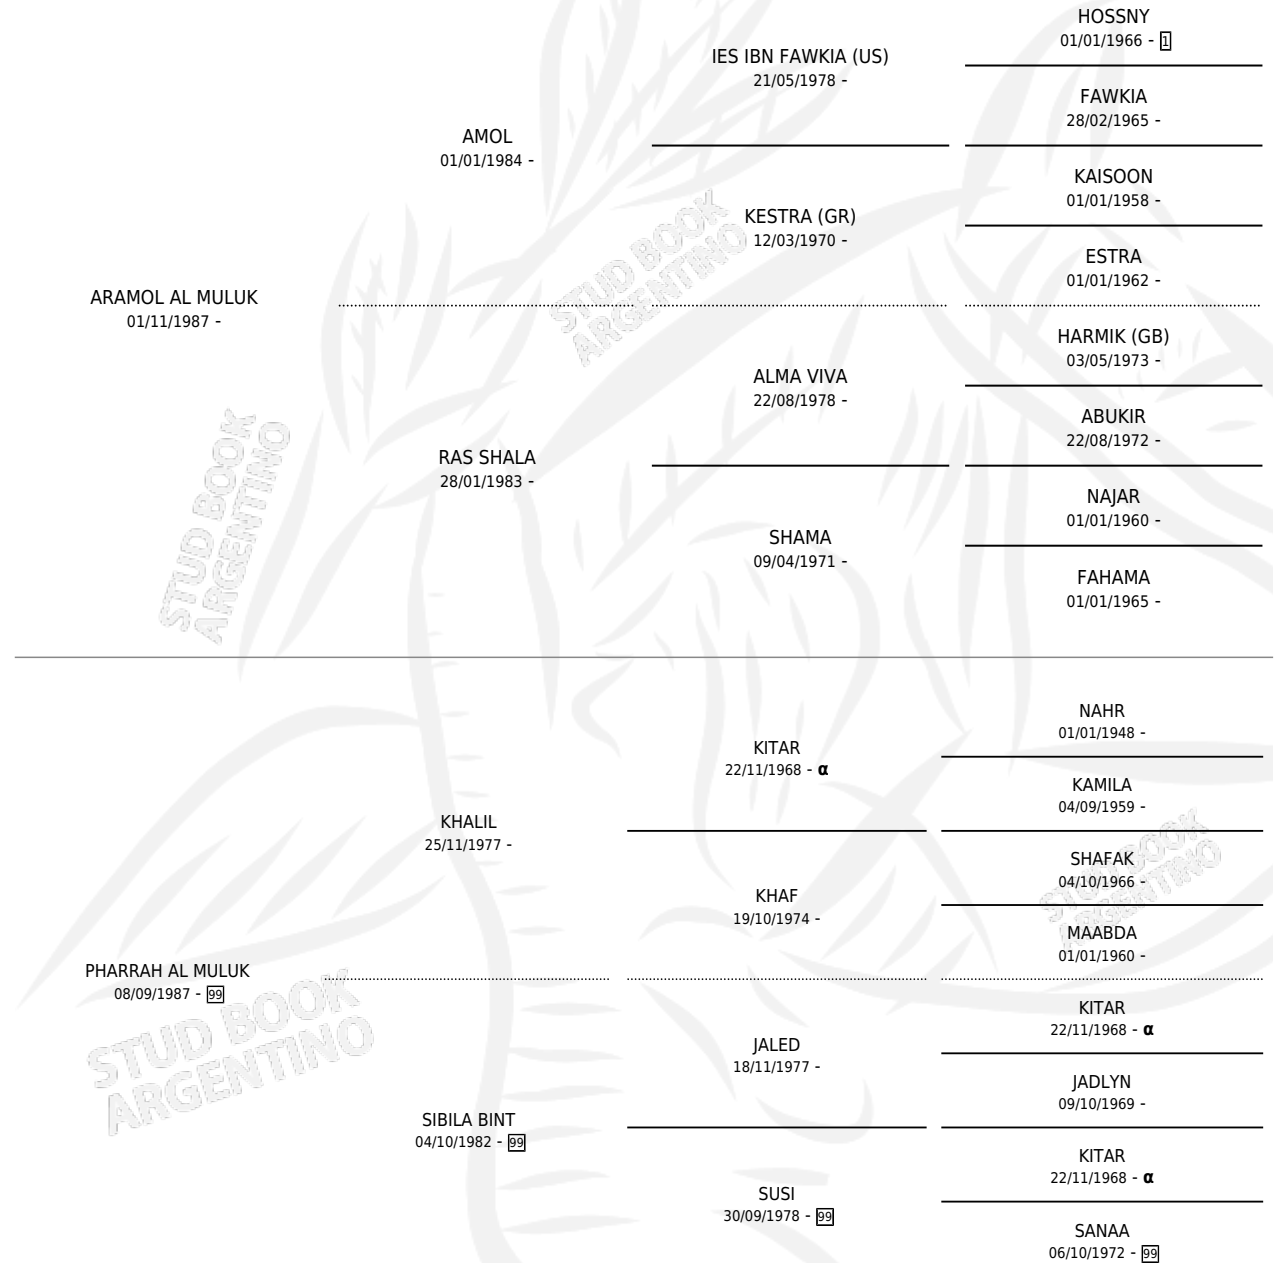 HOSSNY
01/01/1966 - 1
IES IBN FAWKIA (US)
21/05/1978 -
FAWKIA
28/02/1965 -
AMOL
01/01/1984 -
KAISOON
01/01/1958 -
KESTRA (GR)
12/03/1970 -
ESTRA
01/01/1962 -
ARAMOL AL MULUK
01/11/1987 -
HARMIK (GB)
03/05/1973 -
ALMA VIVA
22/08/1978 -
ABUKIR
22/08/1972 -
RAS SHALA
28/01/1983 -
NAJAR
01/01/1960 -
SHAMA
09/04/1971 -
FAHAMA
01/01/1965 -
NAHR
01/01/1948 -
KITAR
22/11/1968 - α
KAMILA
04/09/1959 -
KHALIL
25/11/1977 -
SHAFAK
04/10/1966 -
KHAF
19/10/1974 -
MAABDA
01/01/1960 -
PHARRAH AL MULUK
08/09/1987 - 99
KITAR
22/11/1968 - α
JALED
18/11/1977 -
JADLYN
09/10/1969 -
SIBILA BINT
04/10/1982 - 99
KITAR
22/11/1968 - α
SUSI
30/09/1978 - 99
SANAA
06/10/1972 - 99
STUD BOOK
ARGENTINO
STUD BOOK
ARGENTINO
STUD BOOK
ARGENTINO
STUD BOOK
ARGENTINO